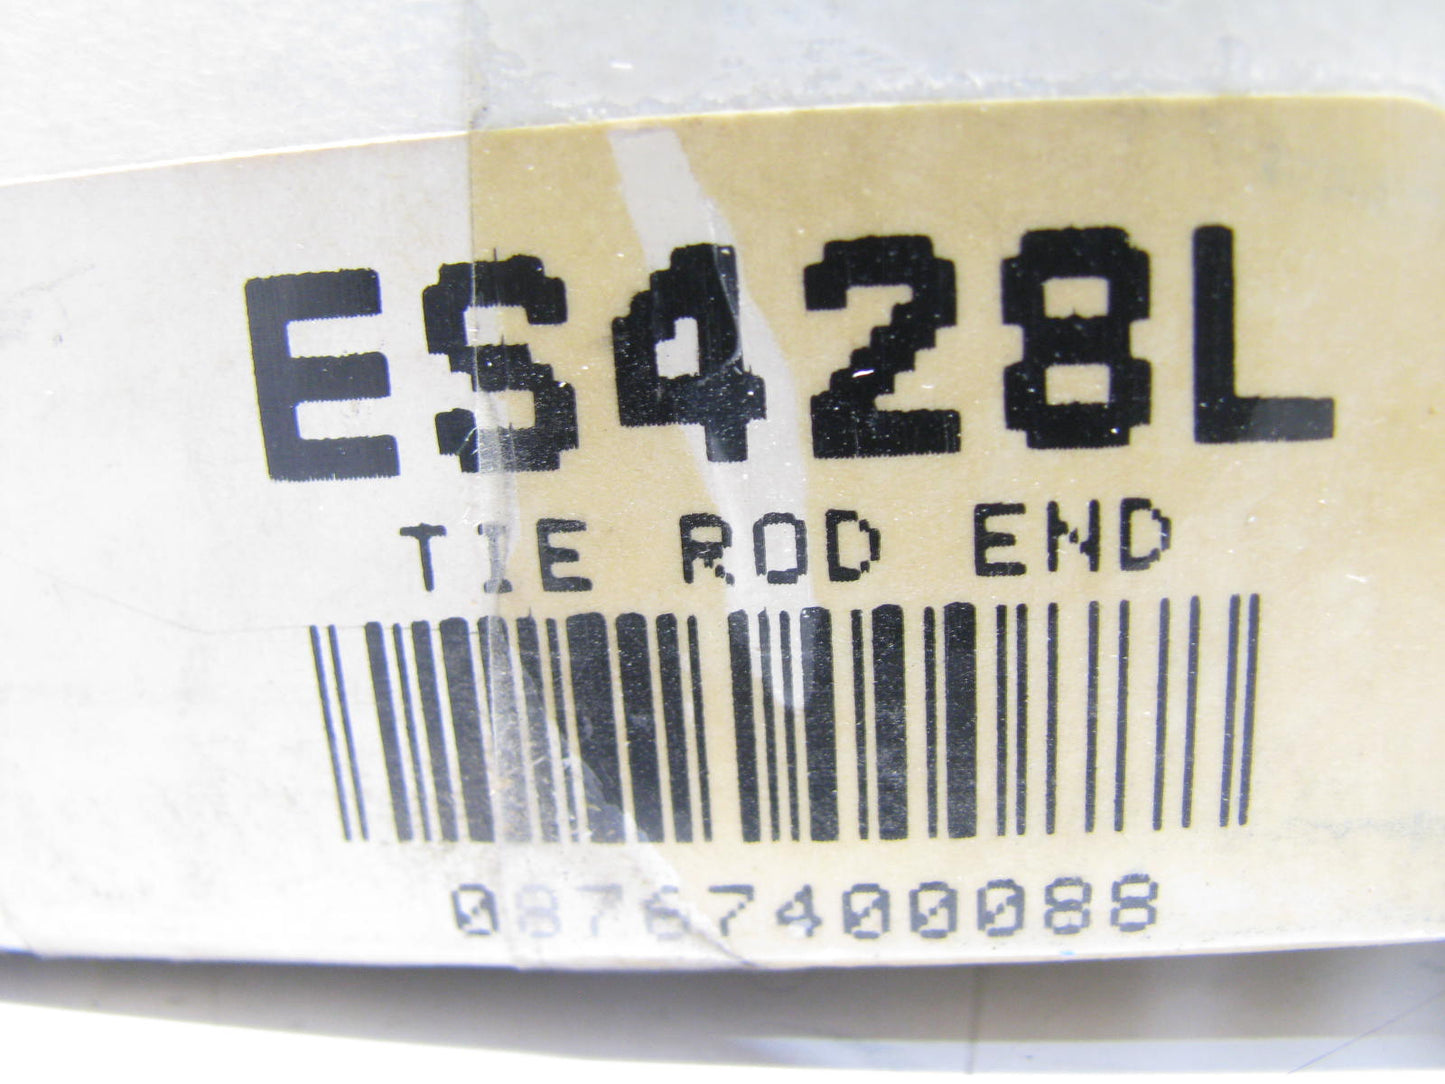 ES428L
TIE ROD END
08767400088